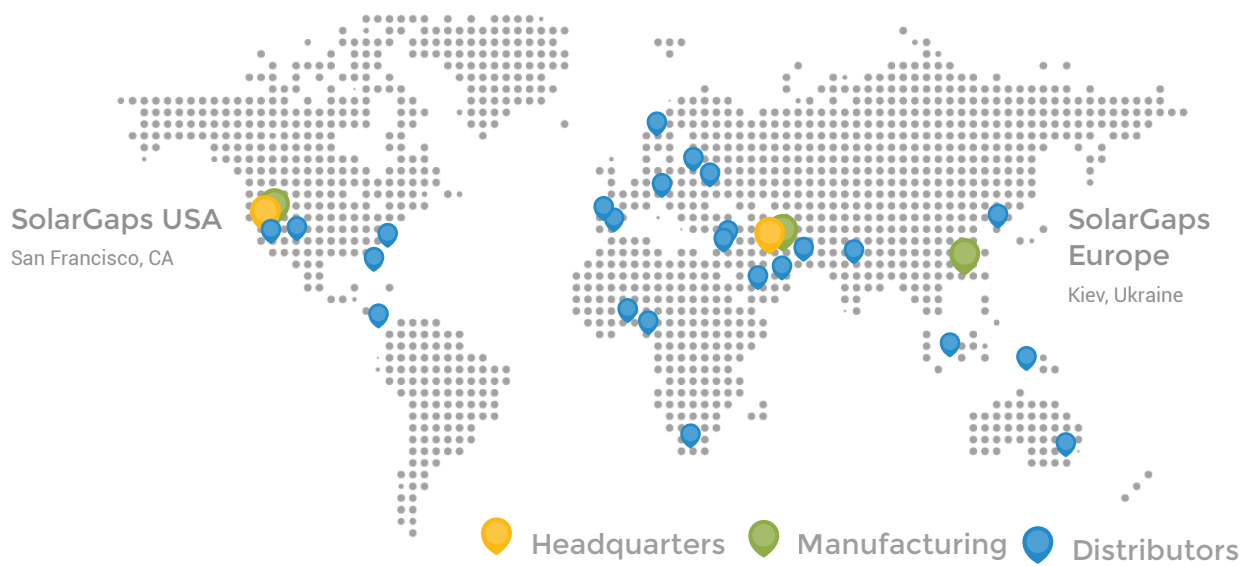 SolarGaps USA
San Francisco, CA
SolarGaps
Europe
Kiev, Ukraine
Headquarters
Manufacturing
Distributors